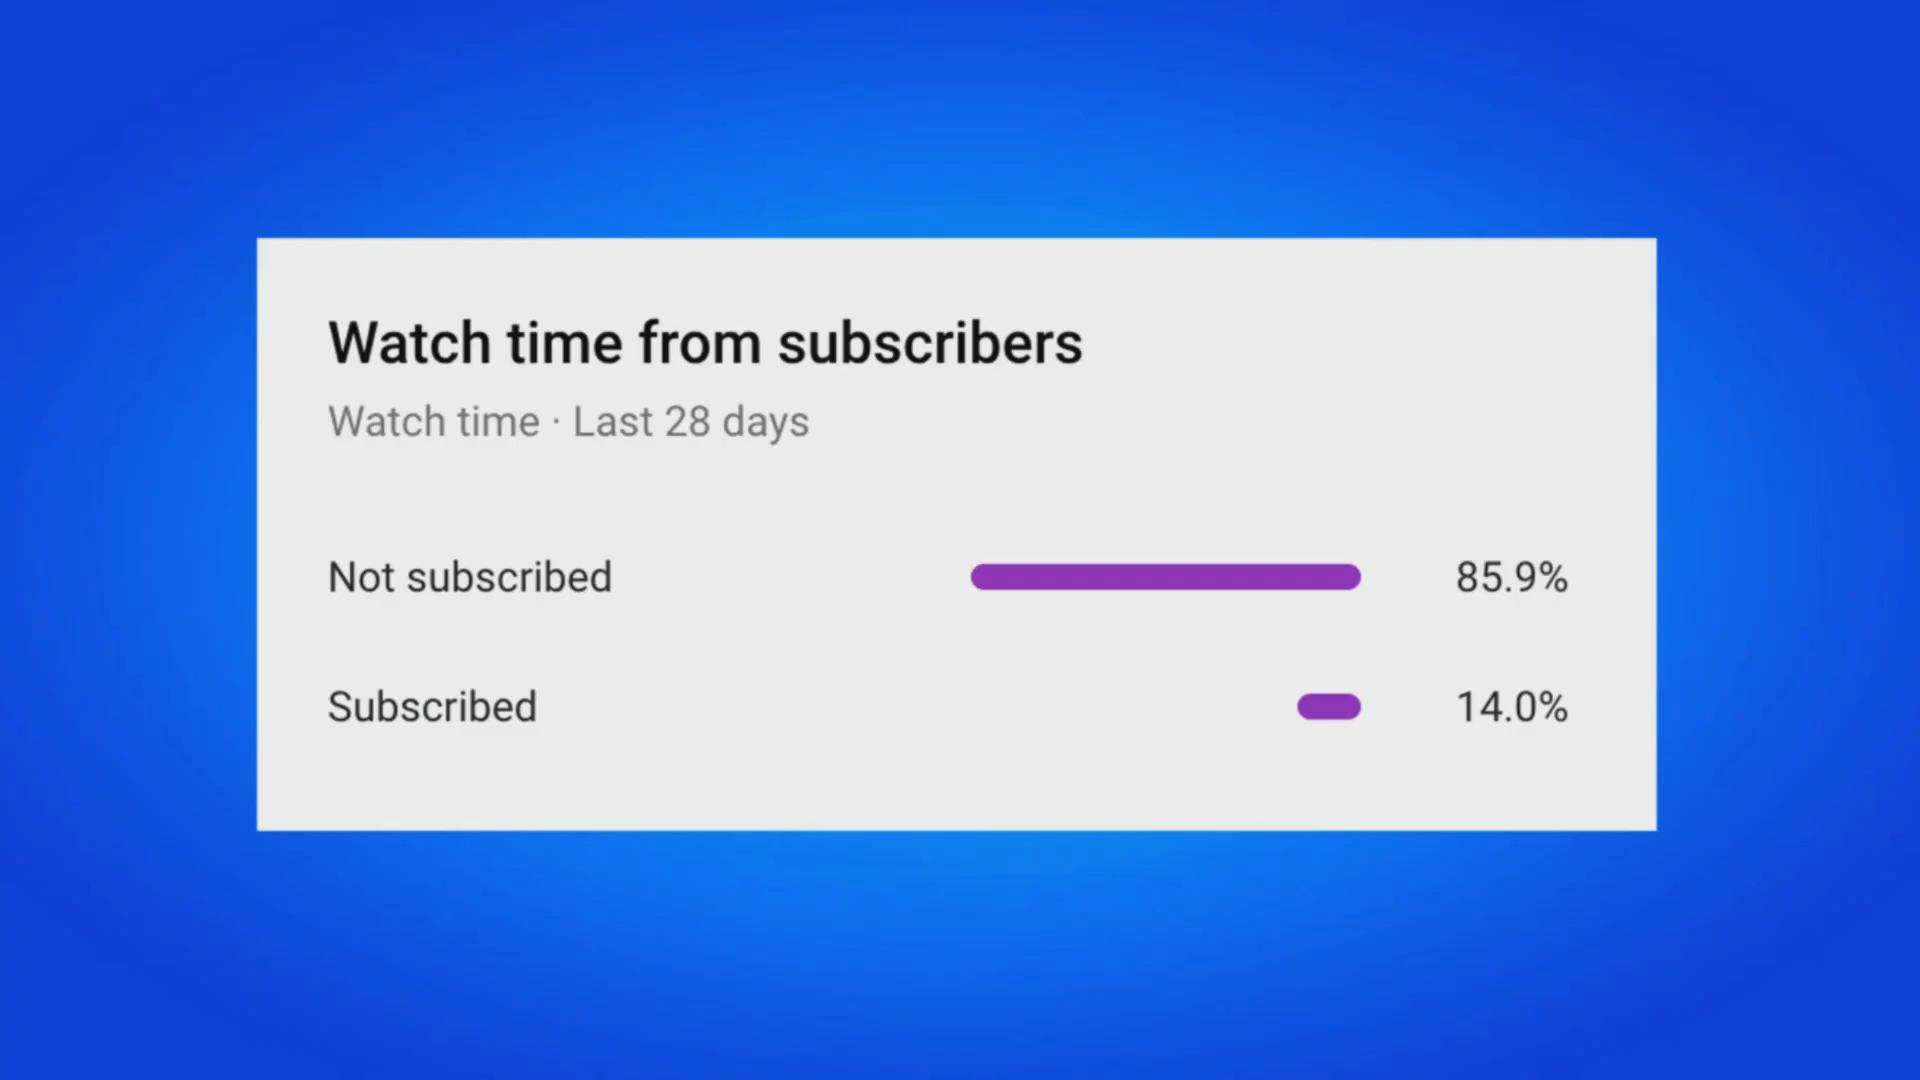 Watch time from subscribers
Watch time · Last 28 days
Not subscribed 85.9%
Subscribed 14.0%